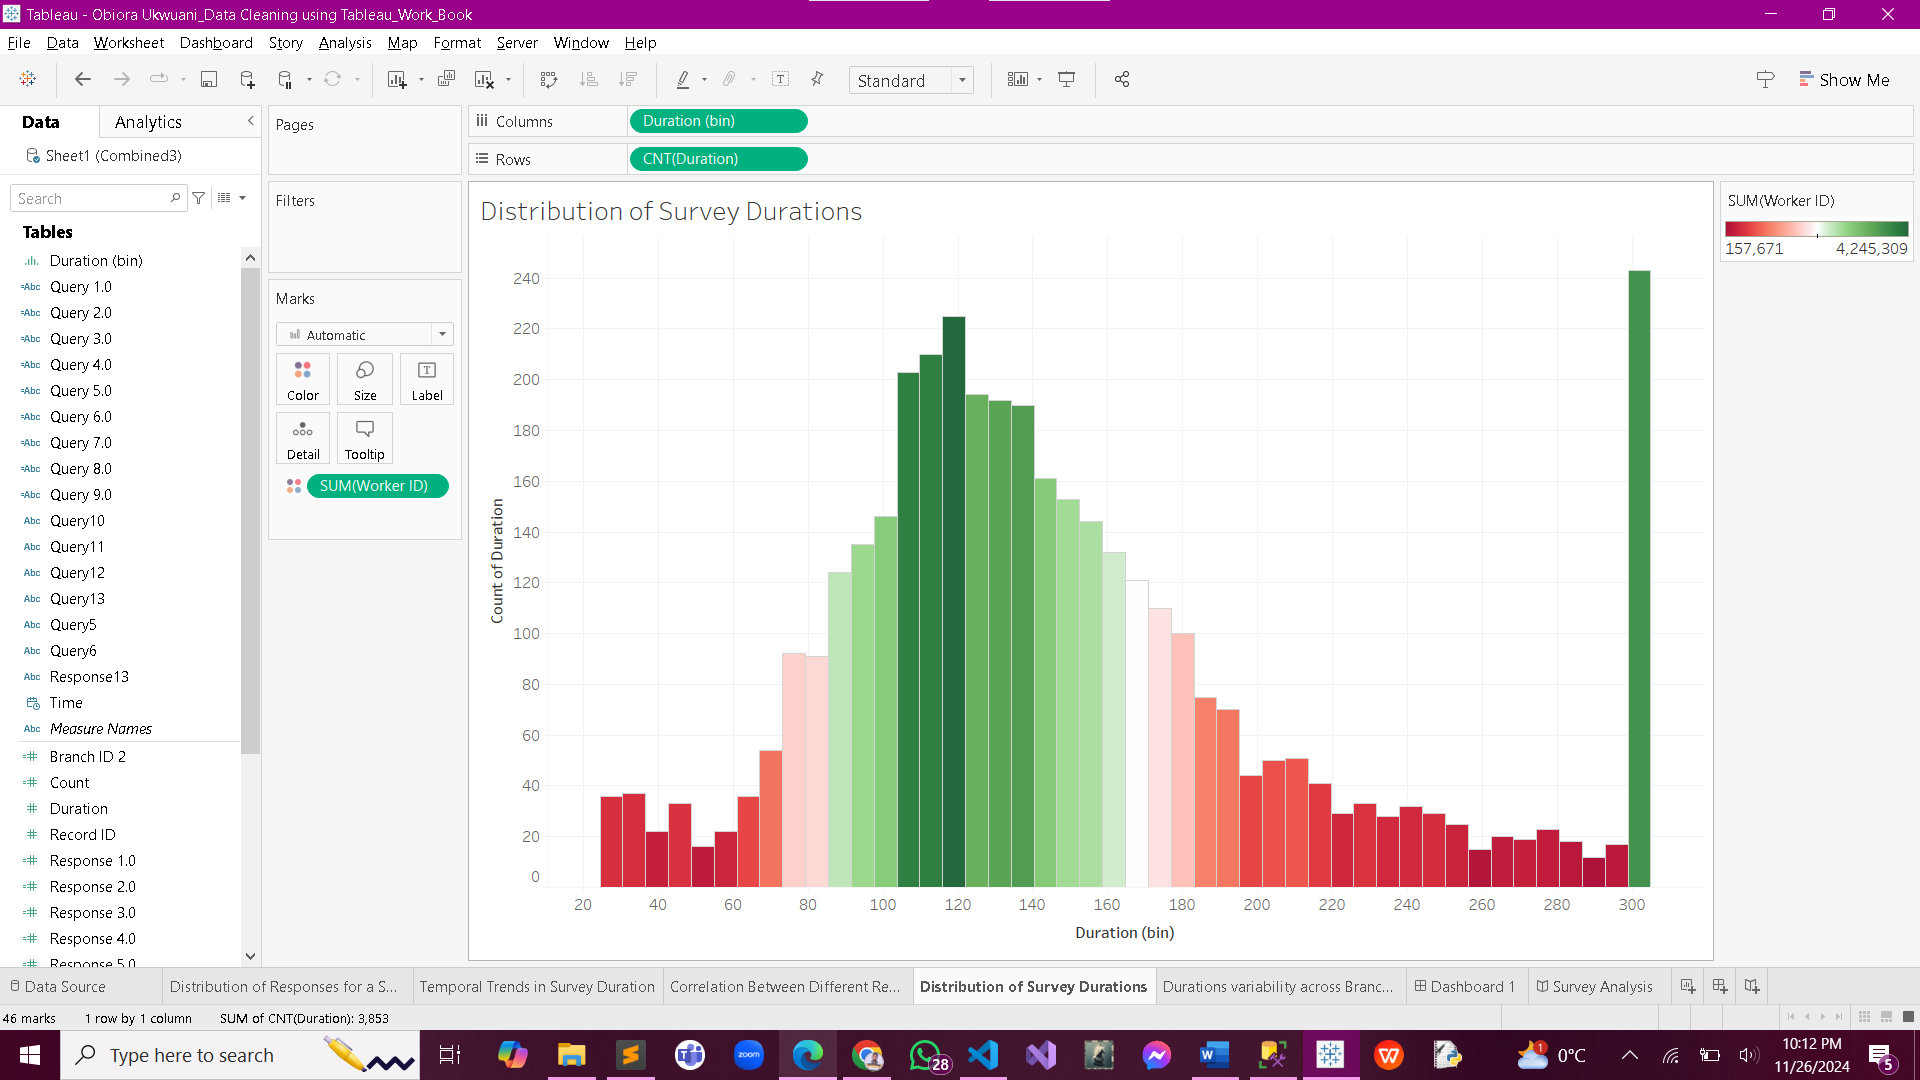 Tableau - Obiora Ukwuani_Data Cleaning using Tableau_Work_Book
File Data Worksheet Dashboard Story Analysis Map Format Server Window Help
Standard
Show Me
Data Analytics
Sheet1 (Combined3)
Search
Tables
Duration (bin)
Query 1.0
Query 2.0
Query 3.0
Query 4.0
Query 5.0
Query 6.0
Query 7.0
Query 8.0
Query 9.0
Query10
Query11
Query12
Query13
Query5
Query6
Response13
Time
Measure Names
Branch ID 2
Count
Duration
Record ID
Response 1.0
Response 2.0
Response 3.0
Response 4.0
Response 5.0
Pages
Filters
Marks
Automatic
Color Size Label
Detail Tooltip
SUM(Worker ID)
Columns Duration (bin)
Rows CNT(Duration)
Distribution of Survey Durations
Count of Duration
240
220
200
180
160
140
120
100
80
60
40
20
0
20 40 60 80 100 120 140 160 180 200 220 240 260 280 300
Duration (bin)
SUM(Worker ID)
157,671 4,245,309
Data Source Distribution of Responses for a S... Temporal Trends in Survey Duration Correlation Between Different Re... Distribution of Survey Durations Durations variability across Branc... Dashboard 1 Survey Analysis
46 marks 1 row by 1 column SUM of CNT(Duration): 3,853
Type here to search
zoom
28
1
0°C
10:12 PM
11/26/2024
5